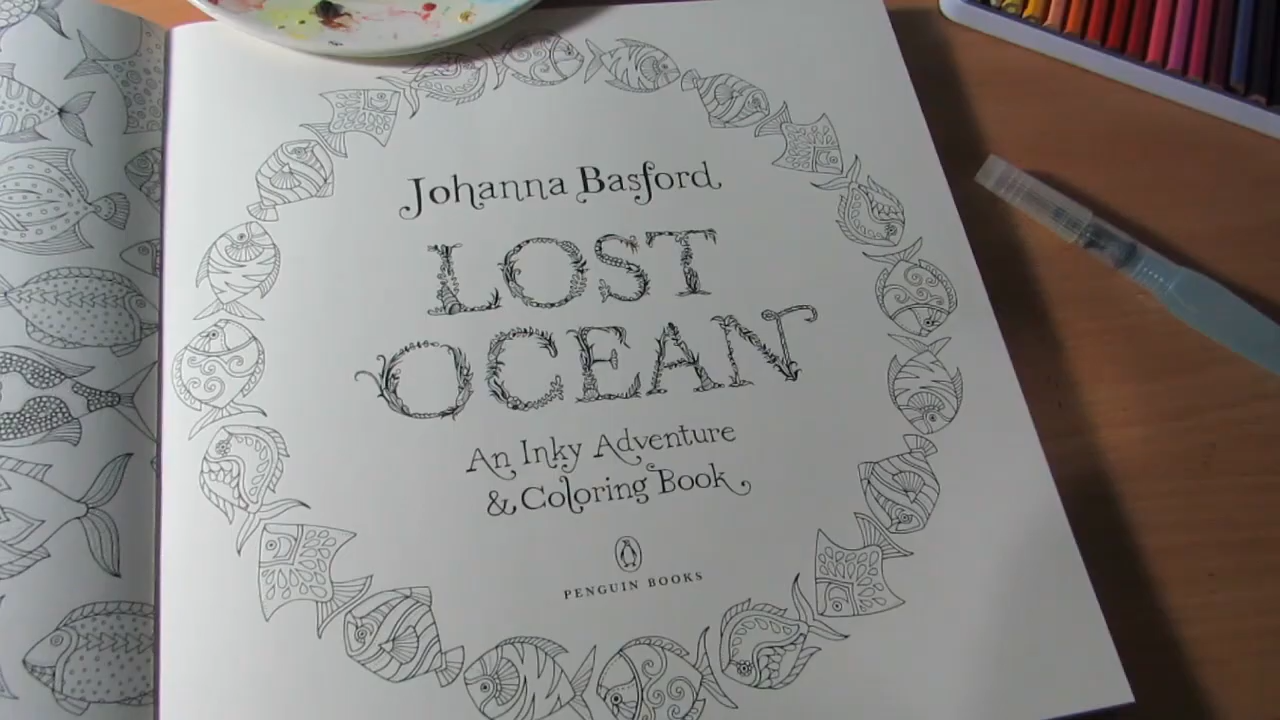 Johanna Basford
LOST
OCEAN
An Inky Adventure
& Coloring Book
PENGUIN BOOKS